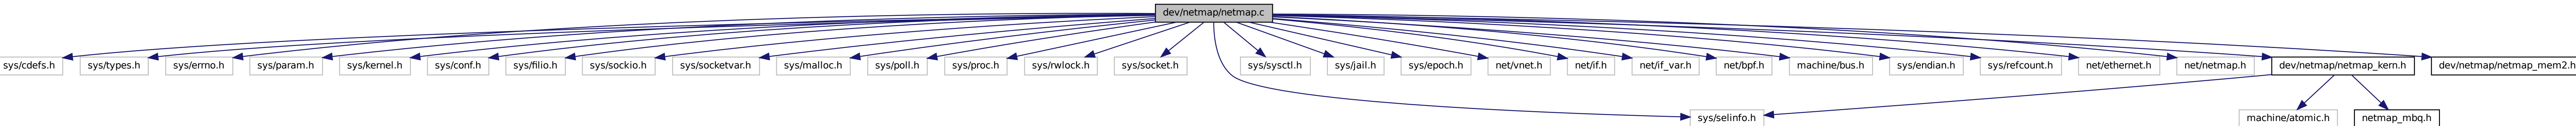 dev/netmap/netmap.c
sys/cdefs.h
sys/types.h
sys/errno.h
sys/param.h
sys/kernel.h
sys/conf.h
sys/filio.h
sys/sockio.h
sys/socketvar.h
sys/malloc.h
sys/poll.h
sys/proc.h
sys/rwlock.h
sys/socket.h
sys/sysctl.h
sys/jail.h
sys/epoch.h
net/vnet.h
net/if.h
net/if_var.h
net/bpf.h
machine/bus.h
sys/endian.h
sys/refcount.h
net/ethernet.h
net/netmap.h
dev/netmap/netmap_kern.h
dev/netmap/netmap_mem2.h
sys/selinfo.h
machine/atomic.h
netmap_mbq.h